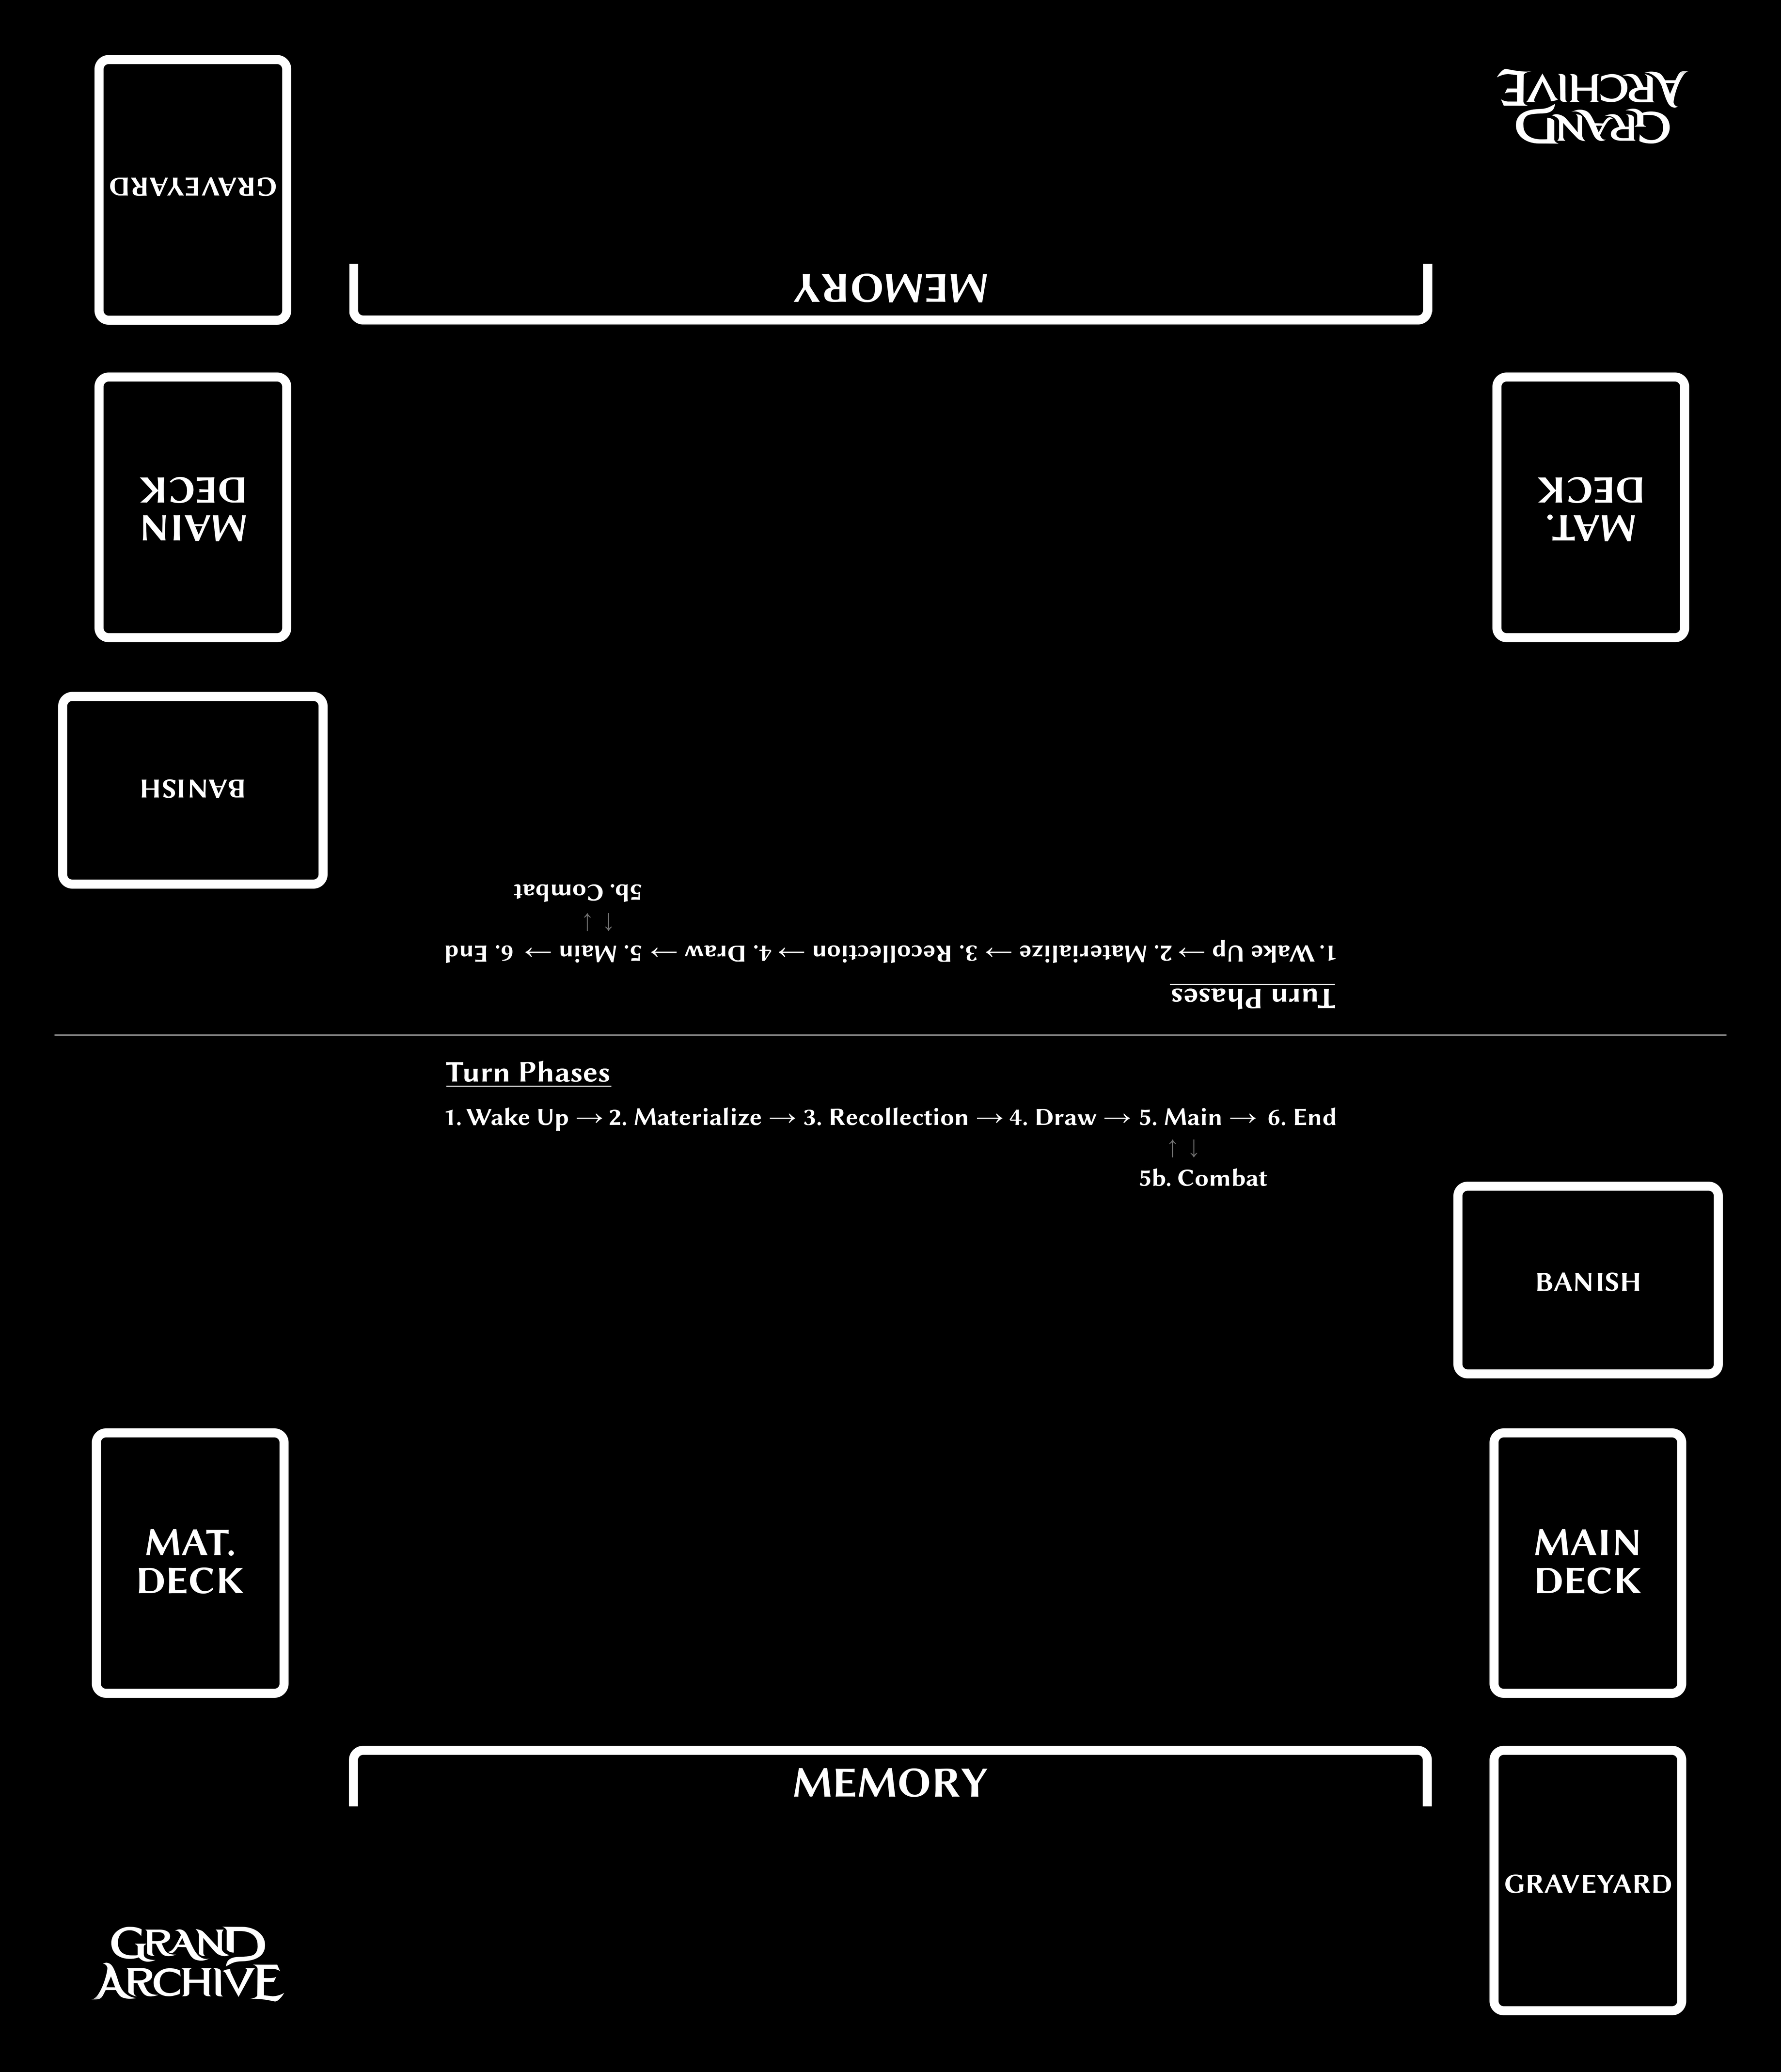 GRAND
ARCHIVE
GRAVEYARD
MEMORY
MAIN
DECK
MAT.
DECK
BANISH
Turn Phases
1. Wake Up → 2. Materialize → 3. Recollection → 4. Draw → 5. Main → 6. End
↑ ↓
5b. Combat
Turn Phases
1. Wake Up → 2. Materialize → 3. Recollection → 4. Draw → 5. Main → 6. End
↑ ↓
5b. Combat
BANISH
MAT.
DECK
MAIN
DECK
MEMORY
GRAVEYARD
GRAND
ARCHIVE